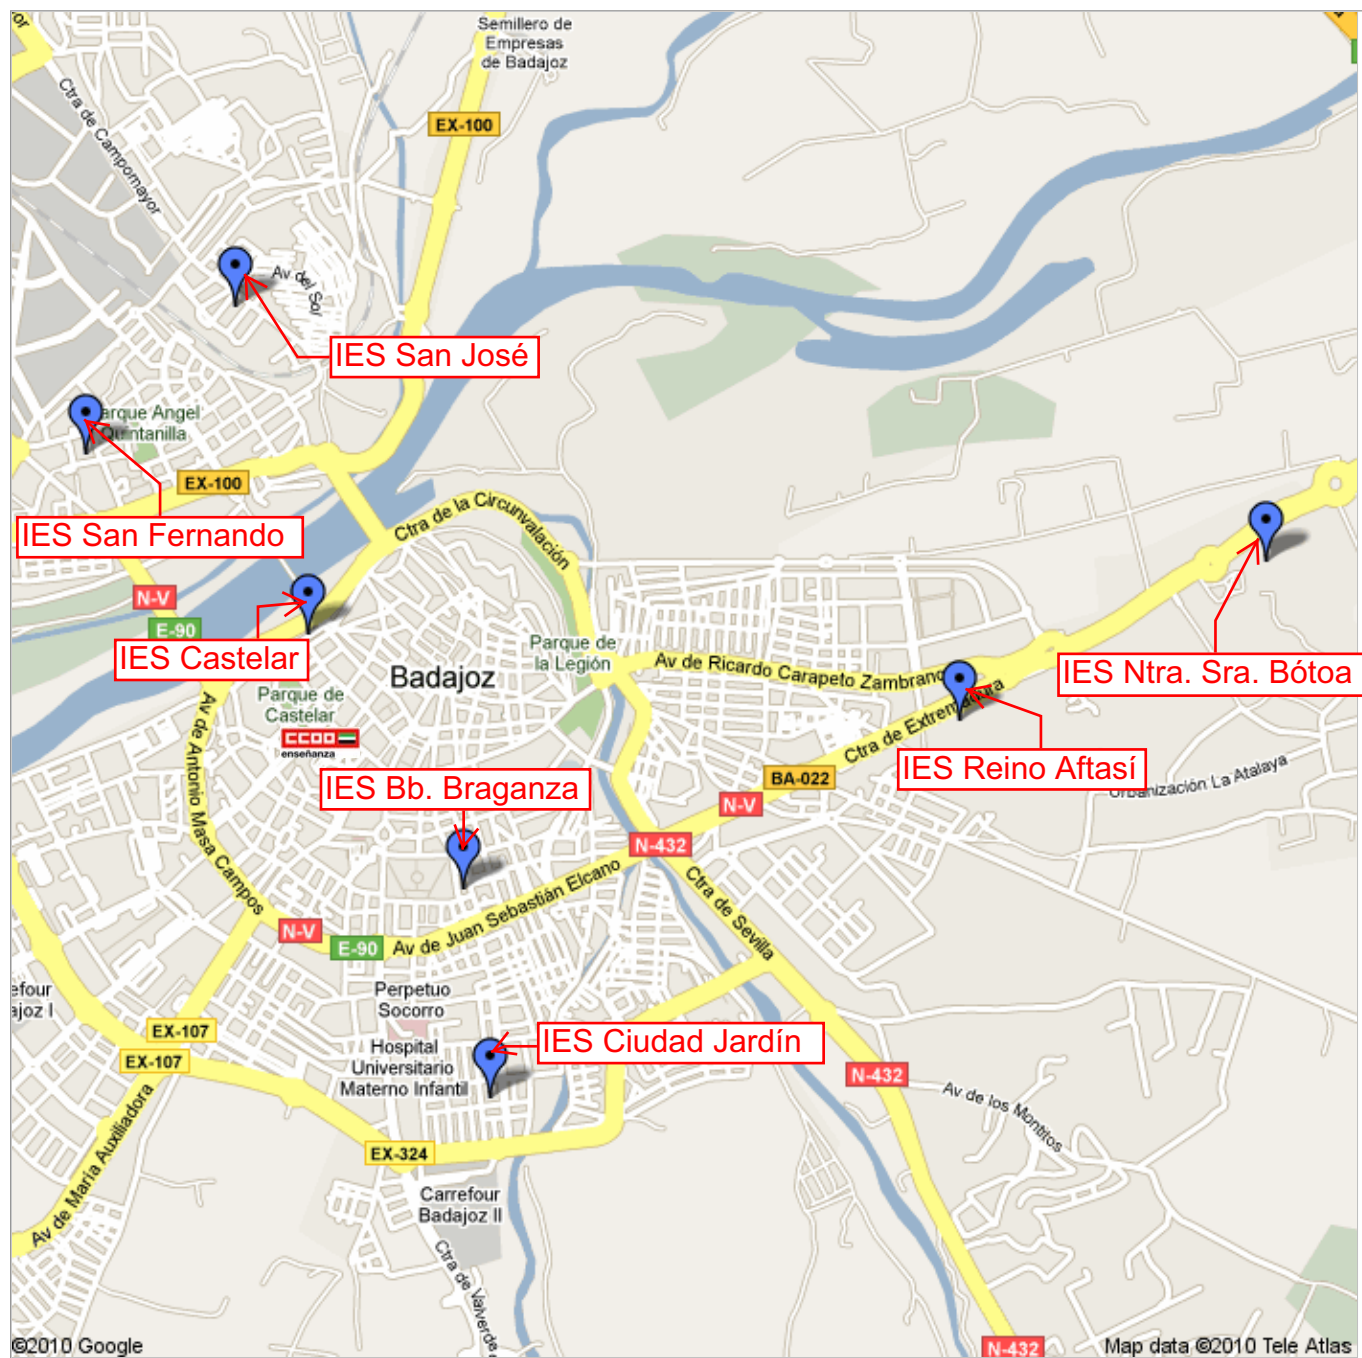 Semillero de
Empresas
de Badajoz
Ctra de Campomayor
EX-100
Av del Sor
IES San José
arque Angel
Quintanilla
EX-100
Ctra de la Circunvalación
IES San Fernando
N-V
E-90
IES Castelar
Parque de
la Legión
Av de Ricardo Carapeto Zambrano
IES Ntra. Sra. Bótoa
Badajoz
Parque de
Castelar
CCOO
enseñanza
Av de Antonio Masa Campos
Ctra de Extremadura
IES Reino Aftasí
BA-022
N-V
Urbanización La Atalaya
IES Bb. Braganza
N-432
Ctra de Sevilla
N-V
E-90
Av de Juan Sebastián Elcano
efour
ajoz I
Perpetuo
Socorro
EX-107
EX-107
Hospital
Universitario
Materno Infantil
IES Ciudad Jardín
N-432
Av de los Montitos
Av de María Auxiliadora
EX-324
Carrefour
Badajoz II
Ctra de Valverde
N-432
©2010 Google
Map data ©2010 Tele Atlas